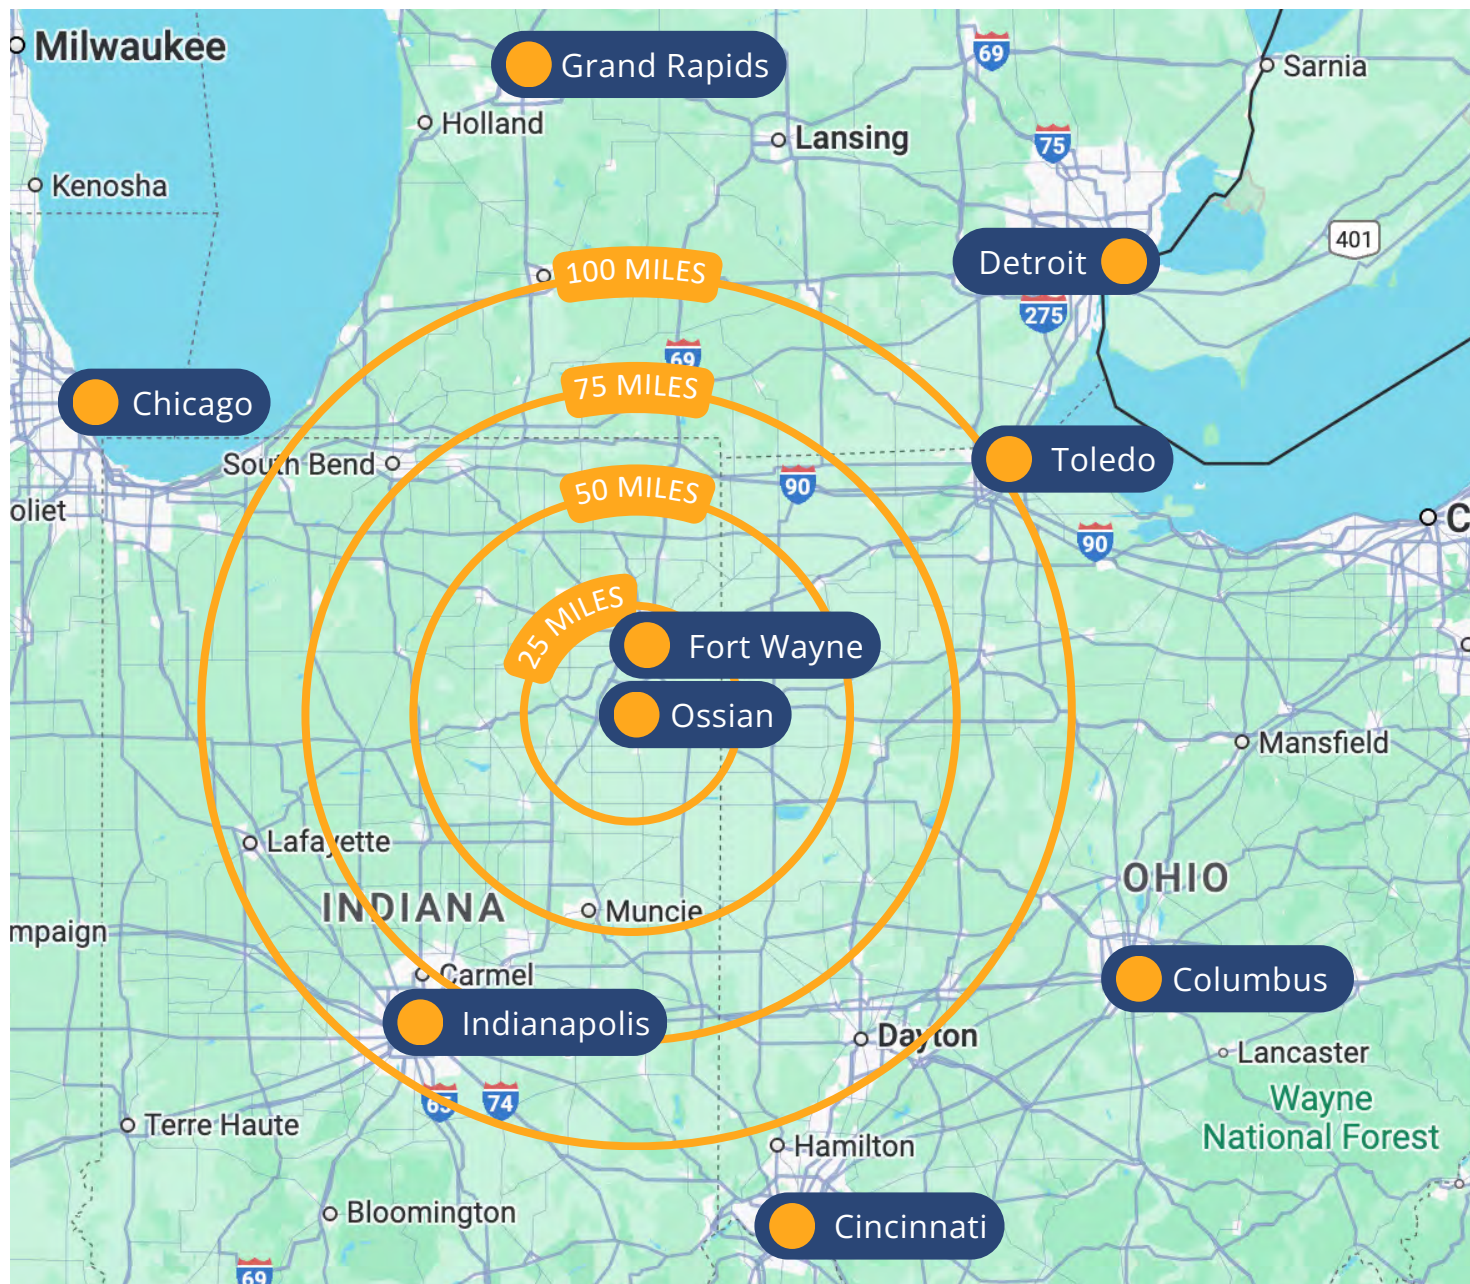 Milwaukee
Grand Rapids
69
Sarnia
Holland
Lansing
75
Kenosha
401
Detroit
100 MILES
275
69
75 MILES
Chicago
South Bend
Toledo
50 MILES
90
oliet
C
90
25 MILES
Fort Wayne
Ossian
Mansfield
Lafayette
OHIO
INDIANA
Muncie
mpaign
Carmel
Columbus
Indianapolis
Dayton
Lancaster
65
74
Wayne
National Forest
Terre Haute
Hamilton
Bloomington
Cincinnati
69